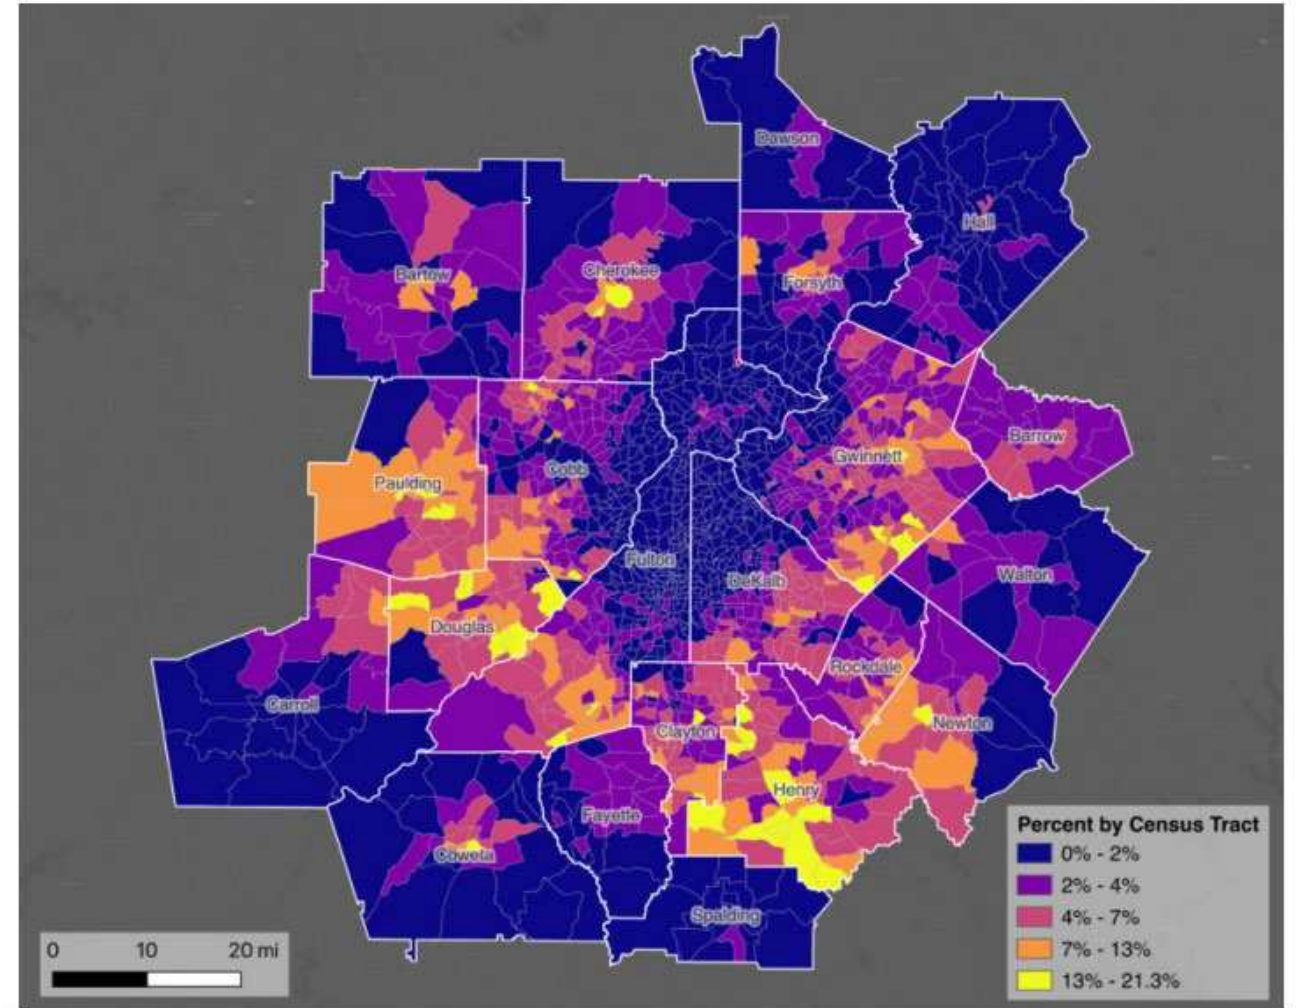 Dawson
Hall
Bartow
Cherokee
Forsyth
Barrow
Gwinnett
Cobb
Paulding
Fulton
DeKalb
Walton
Douglas
Rockdale
Carroll
Newton
Clayton
Henry
Fayette
Coweta
Spalding
Percent by Census Tract
0% - 2%
2% - 4%
4% - 7%
7% - 13%
13% - 21.3%
0 10 20 mi